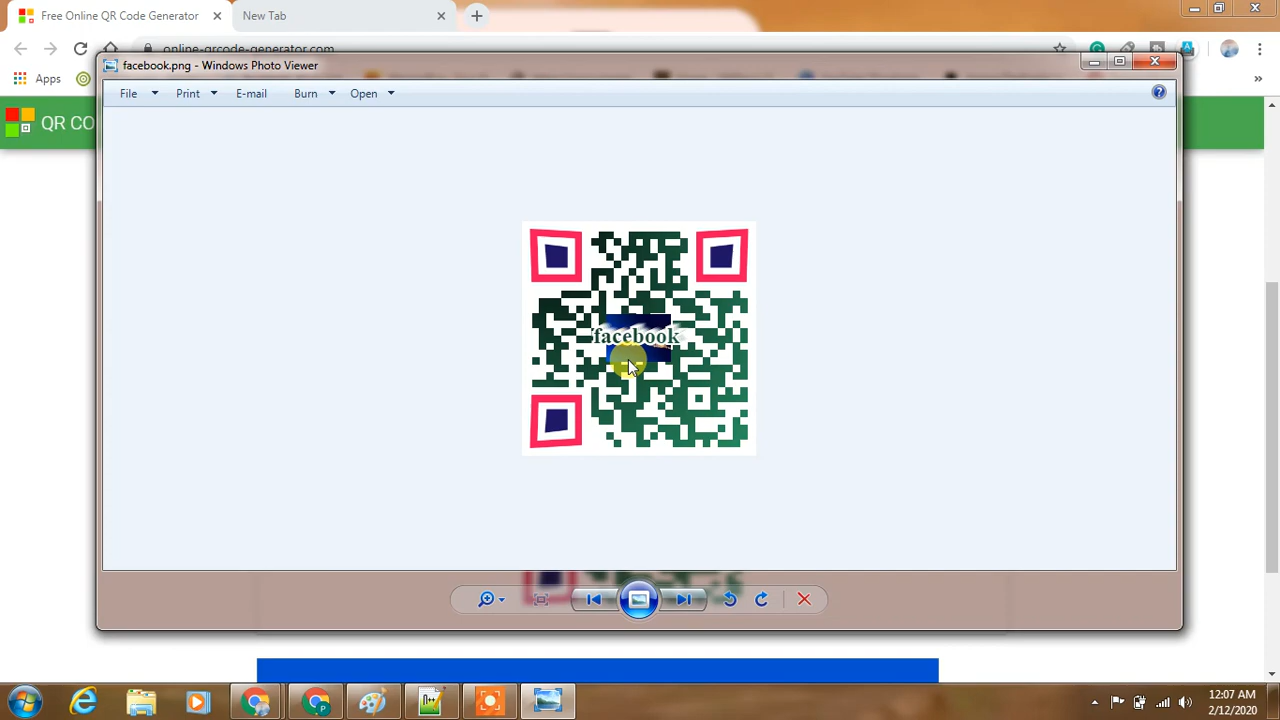 Free Online QR Code Generator
New Tab
online-qrcode-generator.com
Apps
facebook.png - Windows Photo Viewer
File Print E-mail Burn Open
QR CO
facebook
12:07 AM
2/12/2020